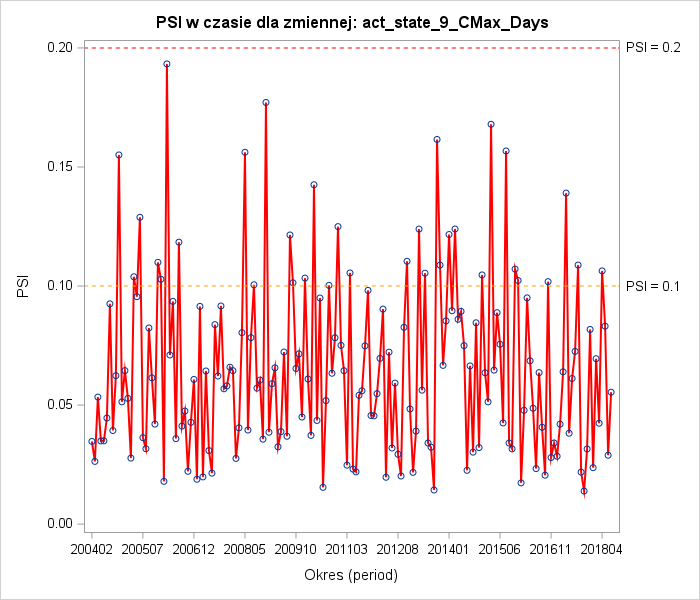 PSI w czasie dla zmiennej: act_state_9_CMax_Days
0.20
PSI = 0.2
0.15
PSI
0.10
PSI = 0.1
0.05
0.00
200402 200507 200612 200805 200910 201103 201208 201401 201506 201611 201804
Okres (period)